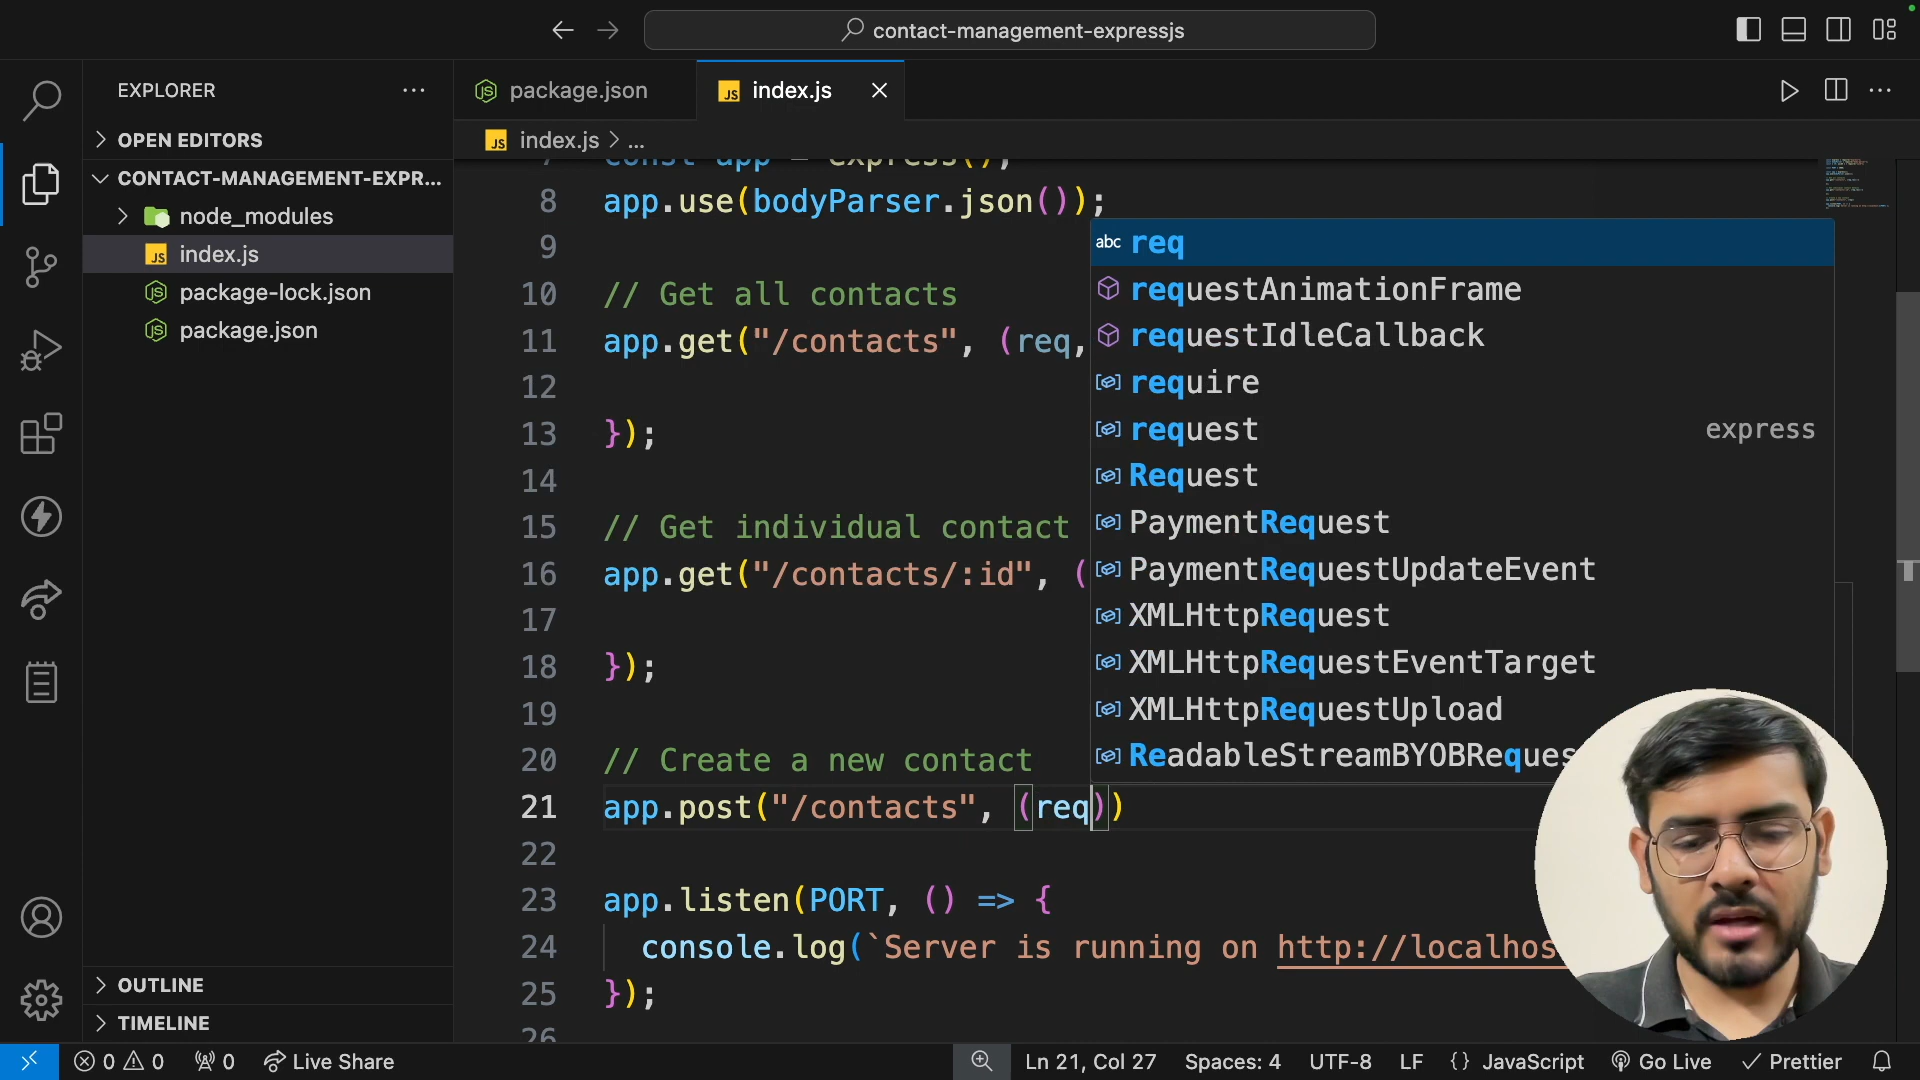 contact-management-expressjs
EXPLORER
package.json
index.js
OPEN EDITORS
index.js > ...
CONTACT-MANAGEMENT-EXPR...
node_modules
index.js
package-lock.json
package.json
7 const app = express();
8 app.use(bodyParser.json());
9
10 // Get all contacts
11 app.get("/contacts", (req,
12
13 });
14
15 // Get individual contact
16 app.get("/contacts/:id", (
17
18 });
19
20 // Create a new contact
21 app.post("/contacts", (req))
22
23 app.listen(PORT, () => {
24 console.log(`Server is running on http://localhos
25 });
26
abc req
requestAnimationFrame
requestIdleCallback
require
request express
Request
PaymentRequest
PaymentRequestUpdateEvent
XMLHttpRequest
XMLHttpRequestEventTarget
XMLHttpRequestUpload
ReadableStreamBYOBReques
OUTLINE
TIMELINE
0 0
0
Live Share
Ln 21, Col 27
Spaces: 4
UTF-8
LF
{} JavaScript
Go Live
Prettier